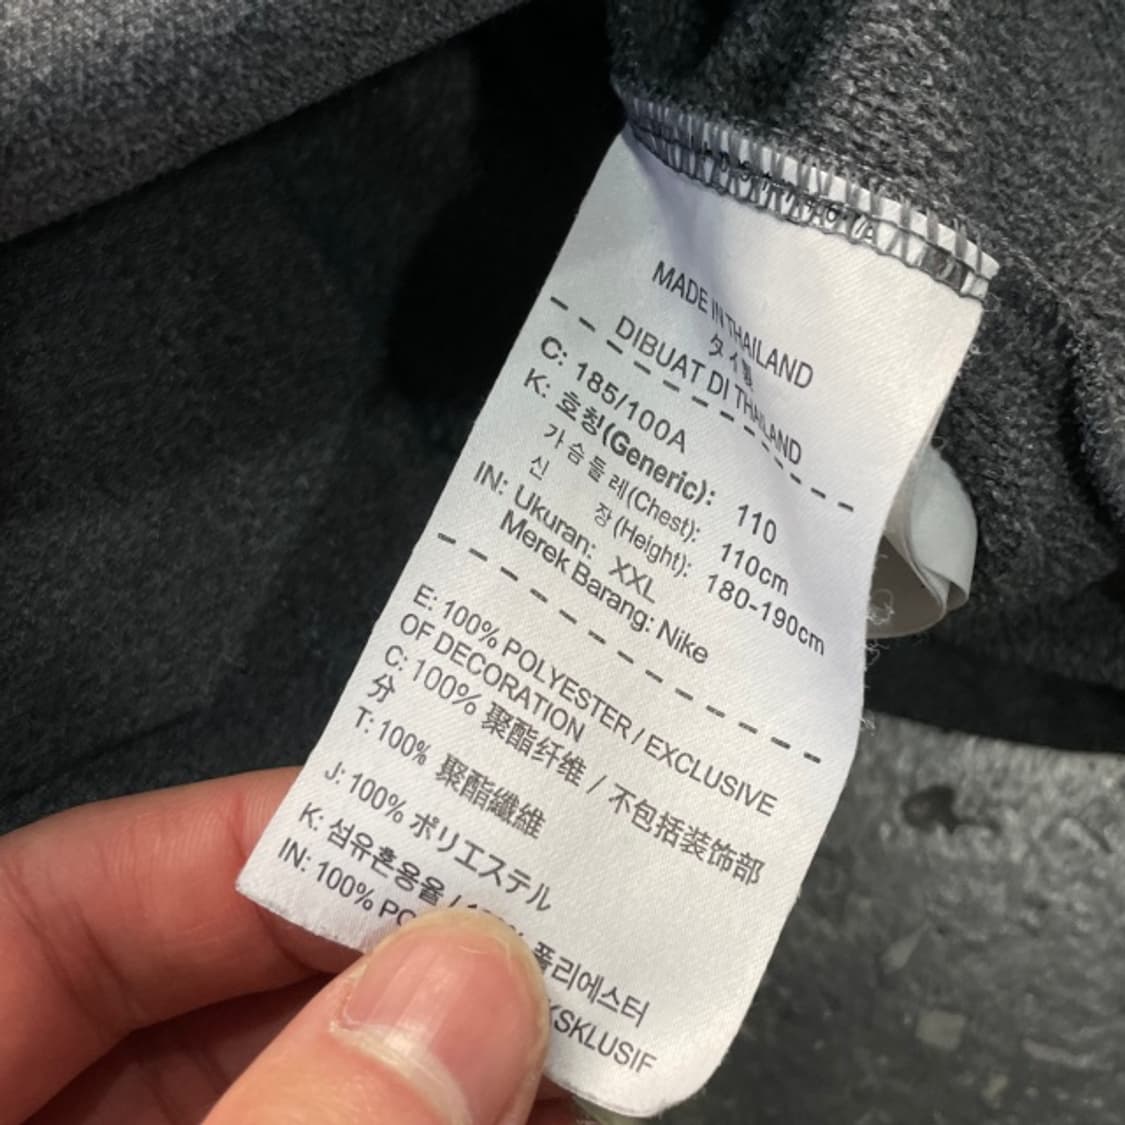 MADE IN THAILAND
タイ製
DIBUAT DI THAILAND
C: 185/100A
K: 호칭(Generic): 110
가슴둘레(Chest): 110cm
신 장(Height): 180-190cm
IN: Ukuran: XXL
Merek Barang: Nike
E: 100% POLYESTER / EXCLUSIVE
OF DECORATION
C: 100% 聚酯纤维 / 不包括装饰部
分
T: 100% 聚酯纖維
J: 100% ポリエステル
K: 섬유혼용율 / 폴리에스터
IN: 100%